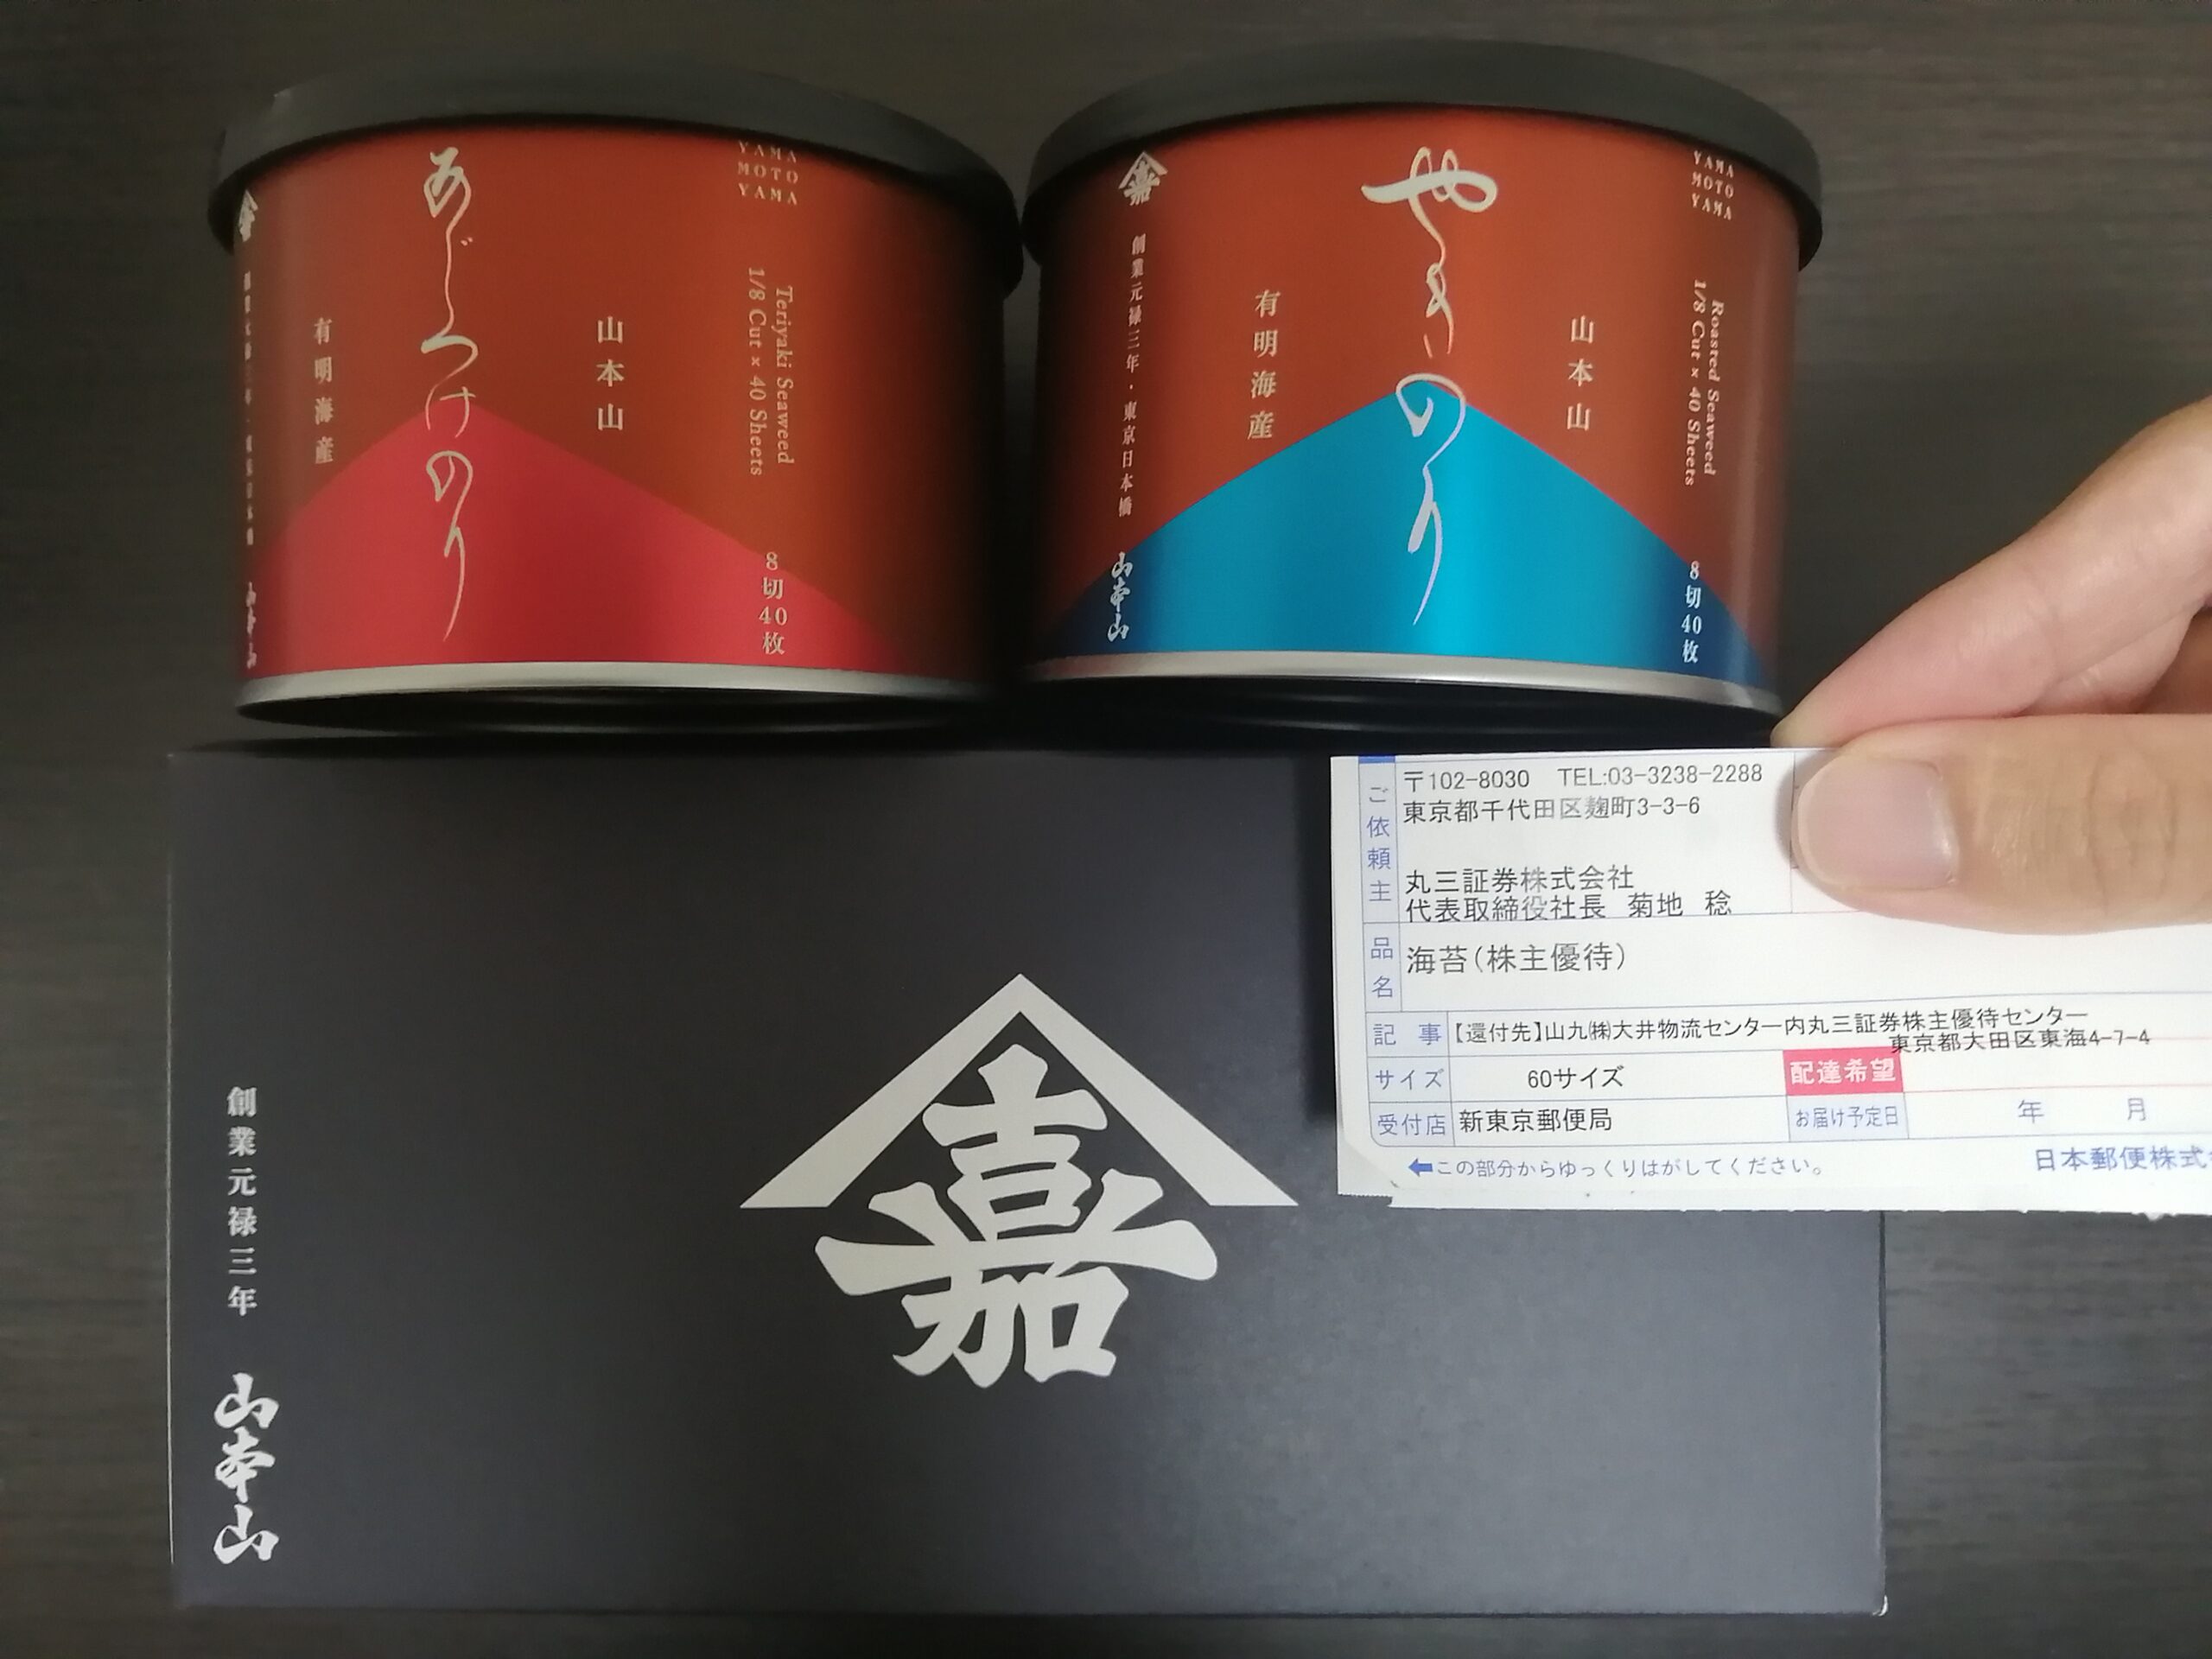 あじつけのり
有明海産
山本山
YAMA
MOTO
YAMA
Teriyaki Seaweed
1/8 Cut × 40 Sheets
8切40枚
山本山
嘉
創業元禄三年・東京日本橋
山本山
有明海産
やきのり
山本山
YAMA
MOTO
YAMA
Roasted Seaweed
1/8 Cut × 40 Sheets
8切40枚
嘉
創業元禄三年
山本山
ご依頼主
〒102-8030 TEL:03-3238-2288
東京都千代田区麹町3-3-6
丸三証券株式会社
代表取締役社長 菊地 稔
品名
海苔(株主優待)
記事
【還付先】山九㈱大井物流センター内丸三証券株主優待センター
東京都大田区東海4-7-4
サイズ
60サイズ
配達希望
受付店
新東京郵便局
お届け予定日
年 月
⬅この部分からゆっくりはがしてください。
日本郵便株式